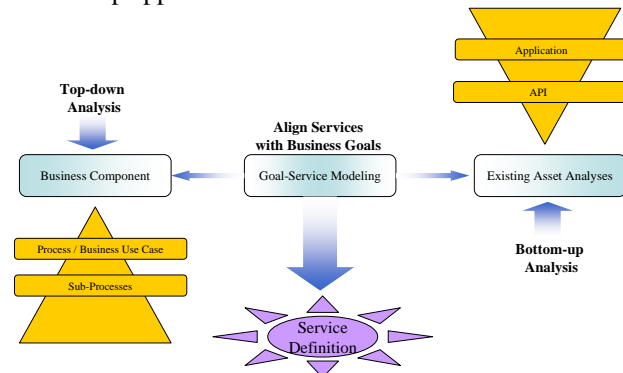 Application
API
Top-down
Analysis
Align Services
with Business Goals
Business Component
Goal-Service Modeling
Existing Asset Analyses
Process / Business Use Case
Sub-Processes
Bottom-up
Analysis
Service
Definition